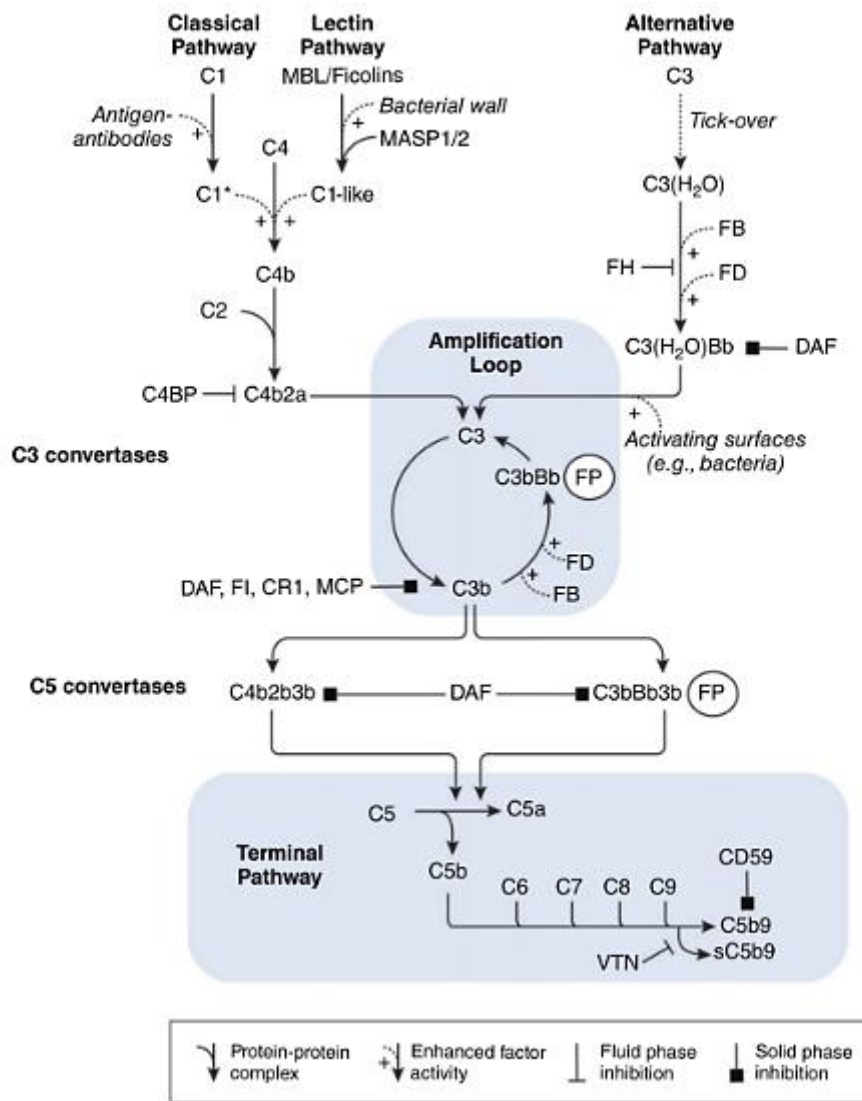 Classical
Pathway
Lectin
Pathway
Alternative
Pathway
C1
MBL/Ficolins
C3
Antigen-
antibodies
+
Bacterial wall
+
MASP1/2
Tick-over
C4
C1*
C1-like
+ +
C3(H2O)
FB
+
FH
FD
+
C4b
C2
C3(H2O)Bb
DAF
Amplification
Loop
C4BP
C4b2a
+
Activating surfaces
(e.g., bacteria)
C3
C3 convertases
C3bBb
FP
+
FD
+
FB
DAF, FI, CR1, MCP
C3b
C5 convertases
C4b2b3b
DAF
C3bBb3b
FP
C5
C5a
Terminal
Pathway
C5b
C6
C7
C8
C9
CD59
C5b9
sC5b9
VTN
Protein-protein
complex
+
Enhanced factor
activity
Fluid phase
inhibition
Solid phase
inhibition